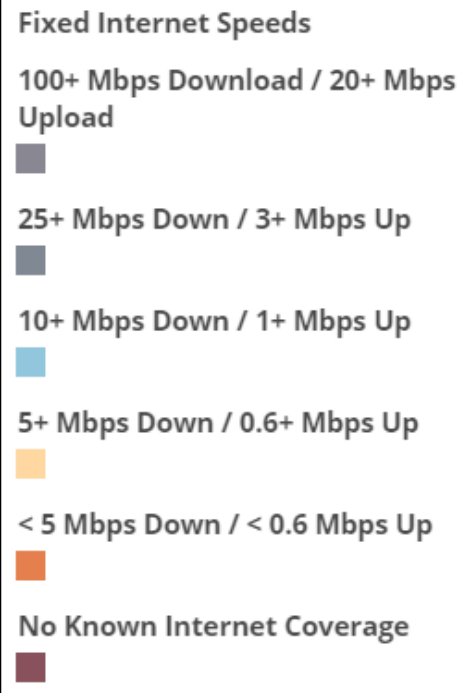 Fixed Internet Speeds
100+ Mbps Download / 20+ Mbps
Upload
25+ Mbps Down / 3+ Mbps Up
10+ Mbps Down / 1+ Mbps Up
5+ Mbps Down / 0.6+ Mbps Up
< 5 Mbps Down / < 0.6 Mbps Up
No Known Internet Coverage